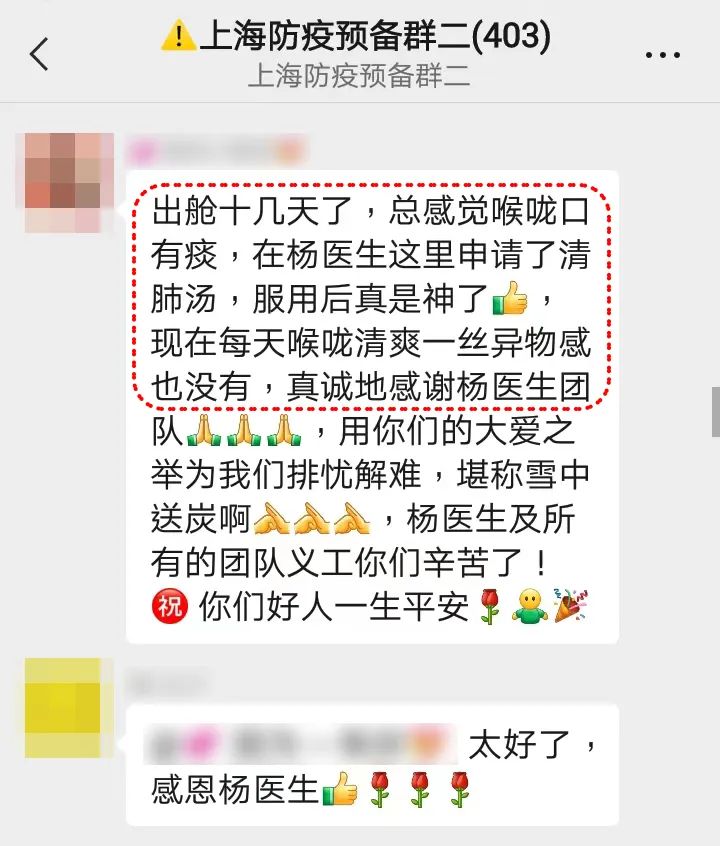 ⚠️上海防疫预备群二(403)
上海防疫预备群二
出舱十几天了，总感觉喉咙口
有痰，在杨医生这里申请了清
肺汤，服用后真是神了👍，
现在每天喉咙清爽一丝异物感
也没有，真诚地感谢杨医生团
队🙏🙏🙏，用你们的大爱之
举为我们排忧解难，堪称雪中
送炭啊👏👏👏，杨医生及所
有的团队义工你们辛苦了！
㊗️你们好人一生平安🌹🎉
太好了，
感恩杨医生👍🌹🌹🌹